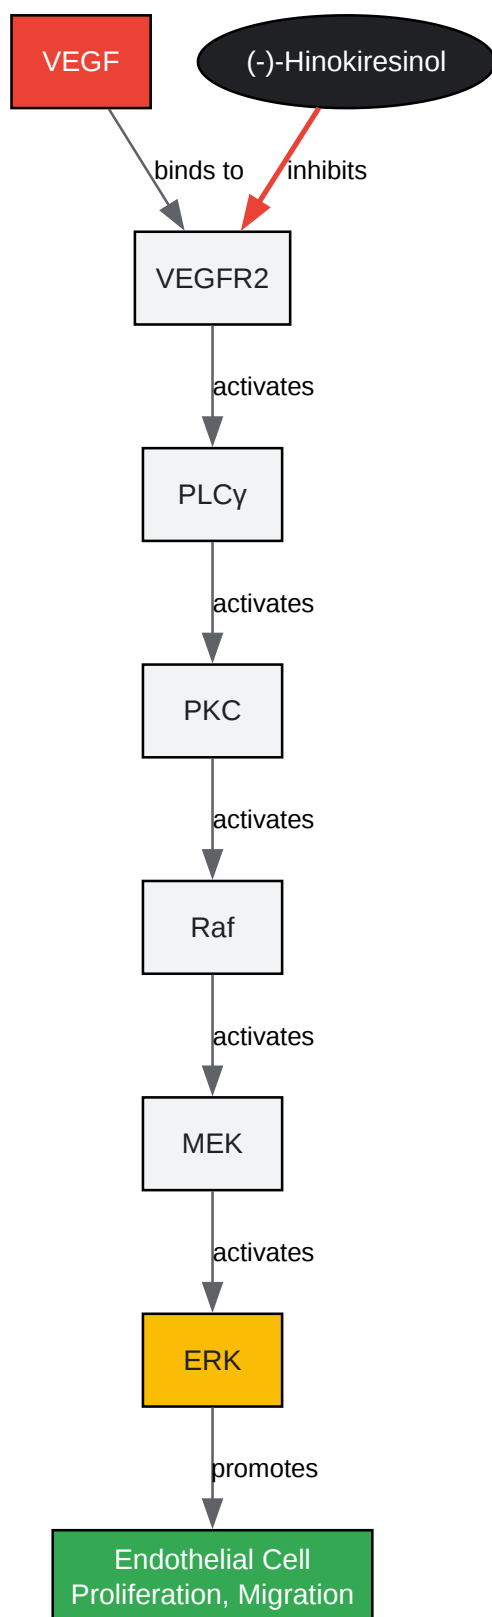 VEGF
(-)-Hinokiresinol
binds to
inhibits
VEGFR2
activates
PLCγ
activates
PKC
activates
Raf
activates
MEK
activates
ERK
promotes
Endothelial Cell
Proliferation, Migration